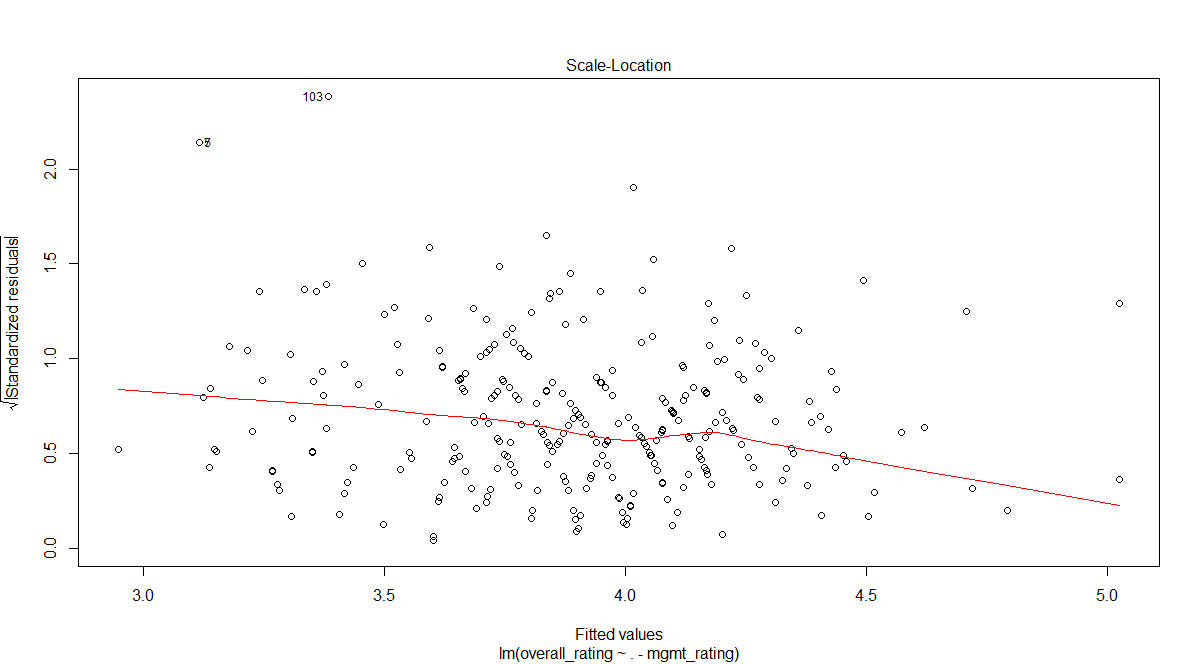 Scale-Location
√|Standardized residuals|
2.0
1.5
1.0
0.5
0.0
103
3.0
3.5
4.0
4.5
5.0
Fitted values
lm(overall_rating ~ . - mgmt_rating)